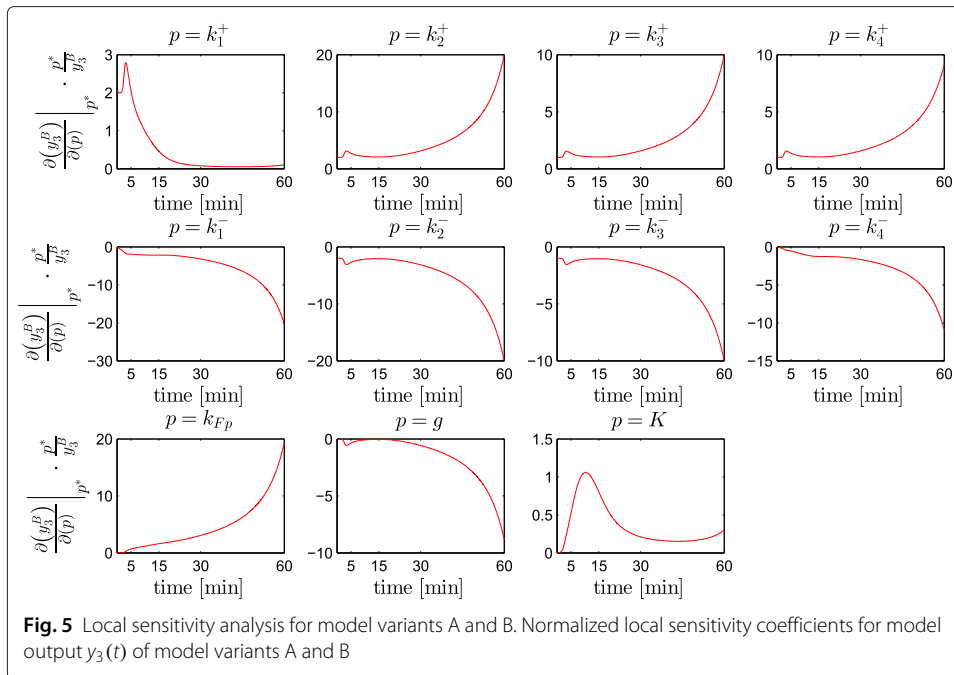 p = k₁⁺ p = k₂⁺ p = k₃⁺ p = k₄⁺
∂(y₃ᴮ)/∂(p) |p* · p*/y₃ᴮ
3 20 10 10
2
1 10 5 5
0 0 0 0
5 15 30 60 5 15 30 60 5 15 30 60 5 15 30 60
time [min] time [min] time [min] time [min]
p = k₁⁻ p = k₂⁻ p = k₃⁻ p = k₄⁻
∂(y₃ᴮ)/∂(p) |p* · p*/y₃ᴮ
0 0 0 0
−10 −10 −5 −5
−20 −10
−30 −20 −10 −15
5 15 30 60 5 15 30 60 5 15 30 60 5 15 30 60
time [min] time [min] time [min] time [min]
p = k_Fp p = g p = K
∂(y₃ᴮ)/∂(p) |p* · p*/y₃ᴮ
20 0 1.5
10 −5 1
0.5
0 −10 0
5 15 30 60 5 15 30 60 5 15 30 60
time [min] time [min] time [min]
Fig. 5 Local sensitivity analysis for model variants A and B. Normalized local sensitivity coefficients for model
output y₃(t) of model variants A and B